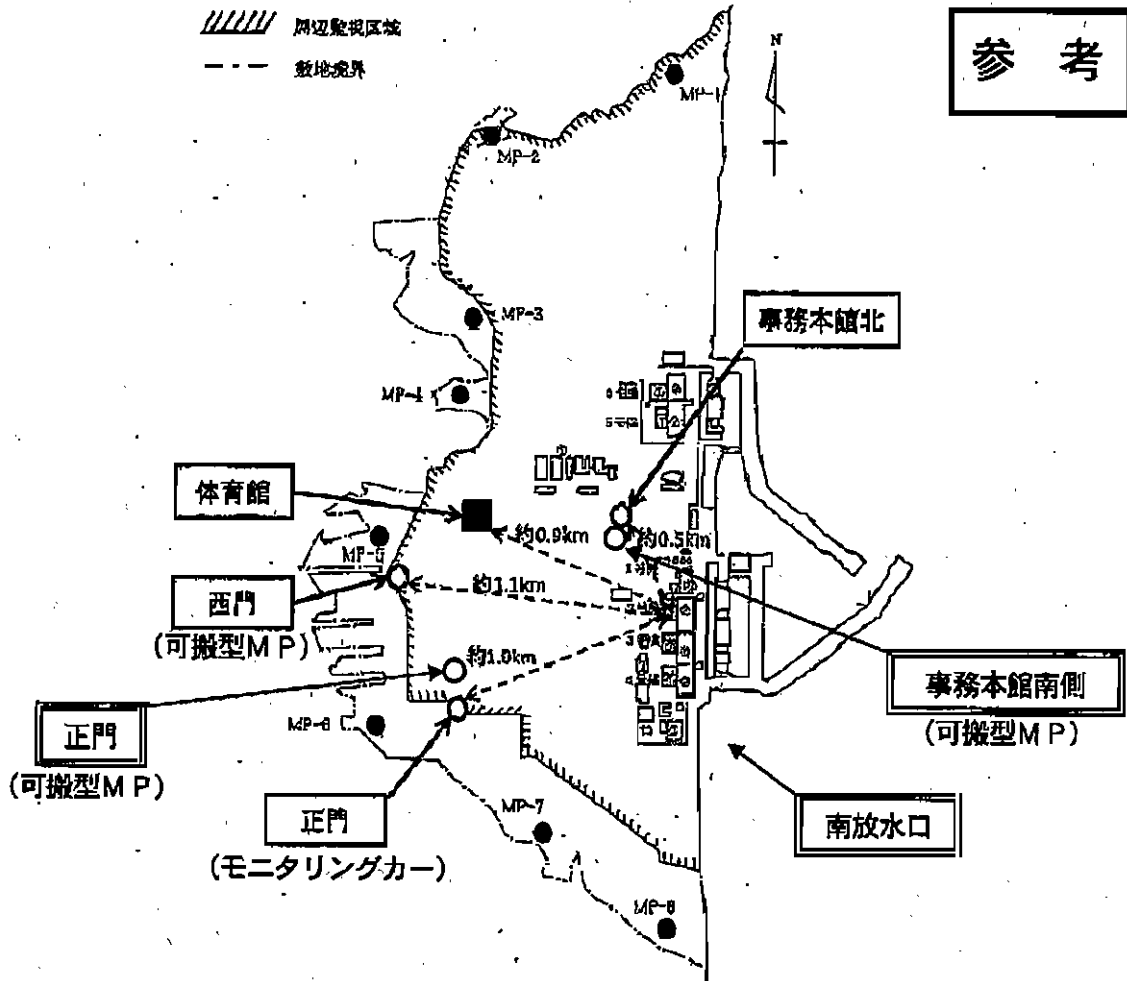 周辺監視区域
敷地境界
参 考
N
MP-1
MP-2
MP-3
事務本館北
MP-4
体育館
約0.9km
約0.5km
MP-5
約1.1km
西門
(可搬型MP)
約1.0km
事務本館南側
(可搬型MP)
正門
(可搬型MP)
MP-6
MP-7
正門
(モニタリングカー)
南放水口
MP-8